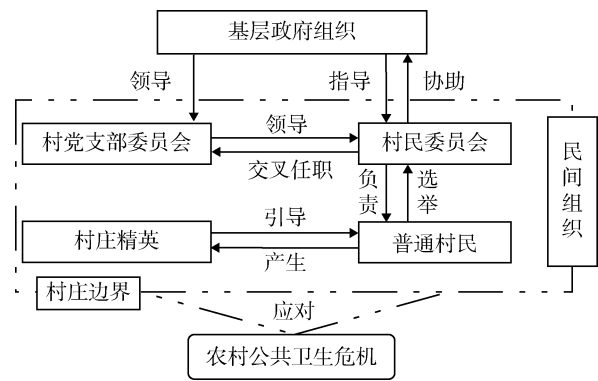 基层政府组织
领导
指导
协助
村党支部委员会
领导
交叉任职
村民委员会
民间组织
负责
选举
村庄精英
引导
产生
普通村民
村庄边界
应对
农村公共卫生危机